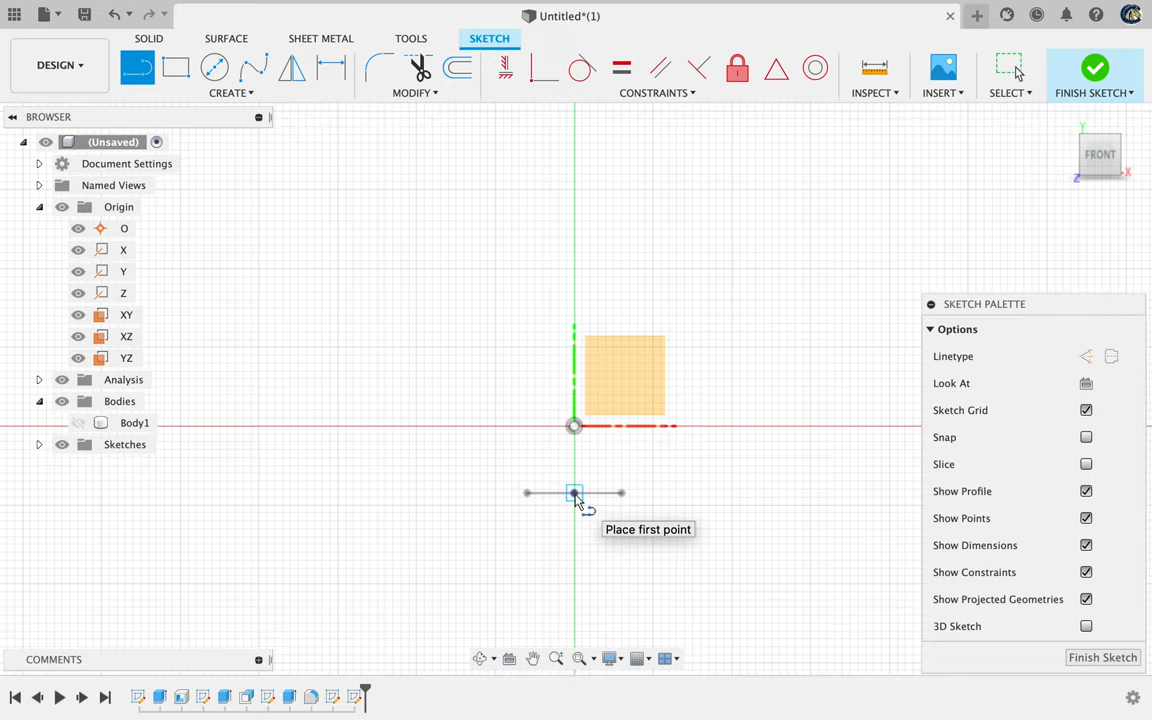 Untitled*(1)
SOLID SURFACE SHEET METAL TOOLS SKETCH
DESIGN
CREATE MODIFY CONSTRAINTS INSPECT INSERT SELECT FINISH SKETCH
BROWSER
(Unsaved)
Document Settings
Named Views
Origin
O
X
Y
Z
XY
XZ
YZ
Analysis
Bodies
Body1
Sketches
Y
FRONT
Z X
Place first point
SKETCH PALETTE
Options
Linetype
Look At
Sketch Grid
Snap
Slice
Show Profile
Show Points
Show Dimensions
Show Constraints
Show Projected Geometries
3D Sketch
Finish Sketch
COMMENTS